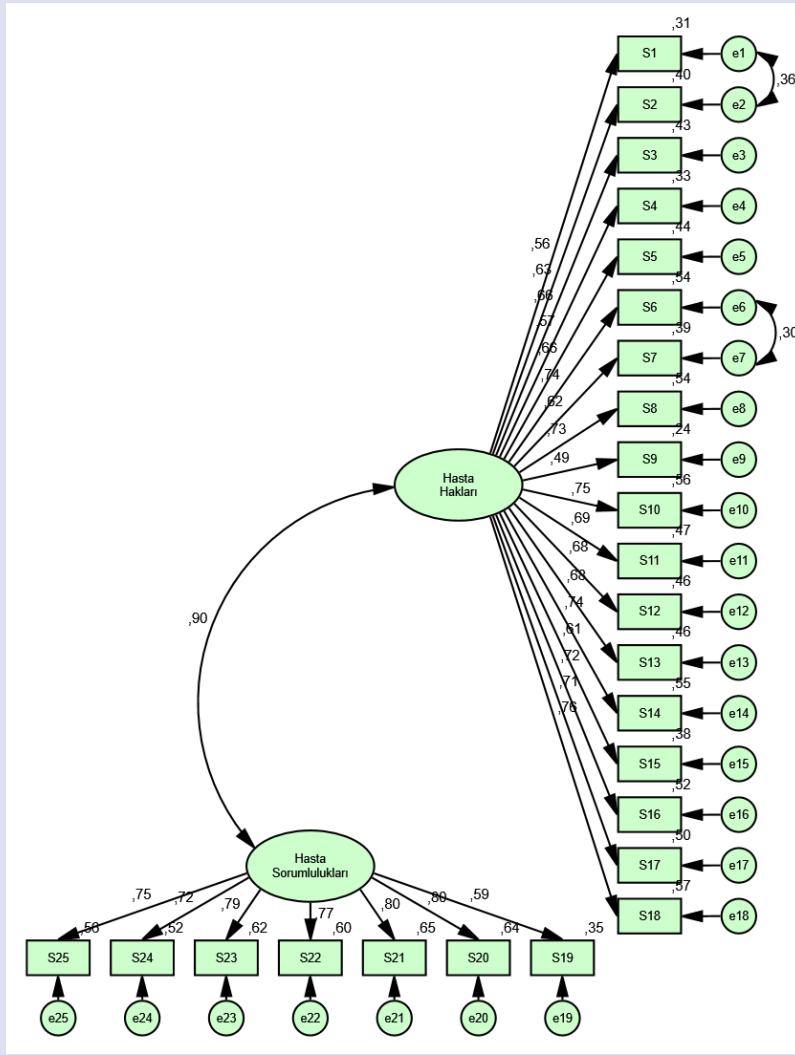 ,31
S1
e1
,36
,40
S2
e2
,43
S3
e3
,33
S4
e4
,44
S5
e5
,54
S6
e6
,30
,39
S7
e7
,54
S8
e8
,24
S9
e9
,56
S10
e10
,47
S11
e11
,46
S12
e12
,46
S13
e13
,55
S14
e14
,38
S15
e15
,52
S16
e16
,50
S17
e17
,57
S18
e18
,56
,63
,66
,57
,66
,74
,62
,73
,49
,75
,69
,68
,68
,74
,61
,72
,71
,76
Hasta
Hakları
,90
Hasta
Sorumlulukları
,75
,72
,79
,77
,80
,80
,59
,56
,52
,62
,60
,65
,64
,35
S25
S24
S23
S22
S21
S20
S19
e25
e24
e23
e22
e21
e20
e19